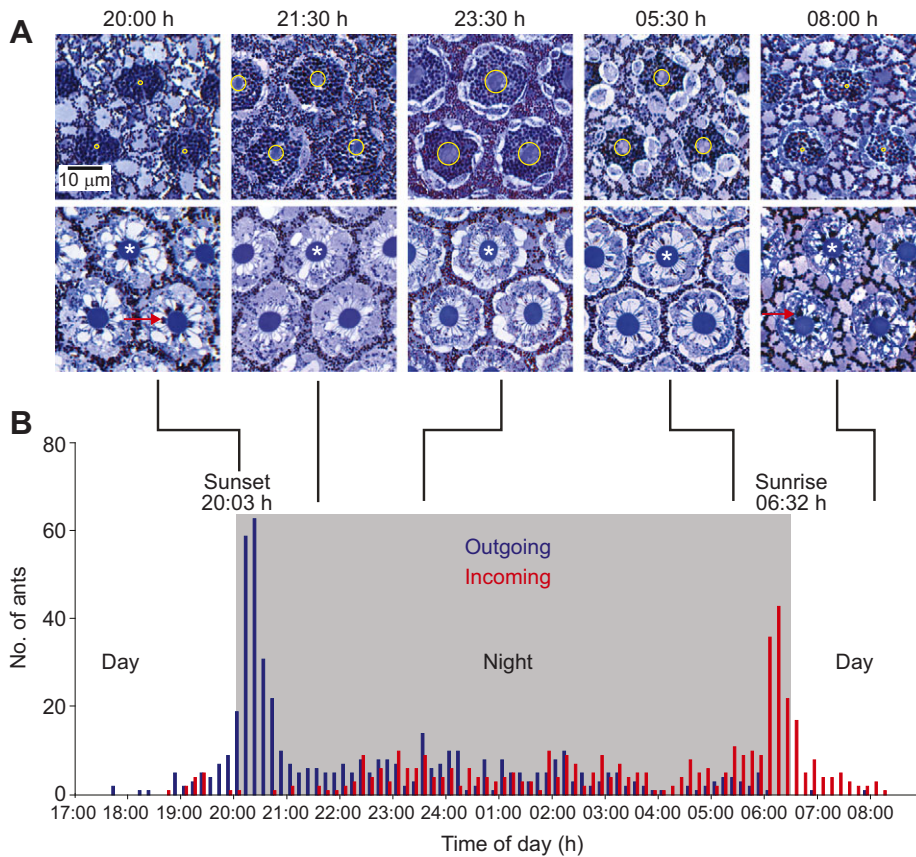 20:00 h 21:30 h 23:30 h 05:30 h 08:00 h
A
10 μm
* * * * *
B
80
60
40
20
0
No. of ants
Sunset
20:03 h
Sunrise
06:32 h
Outgoing
Incoming
Day Night Day
17:00 18:00 19:00 20:00 21:00 22:00 23:00 24:00 01:00 02:00 03:00 04:00 05:00 06:00 07:00 08:00
Time of day (h)